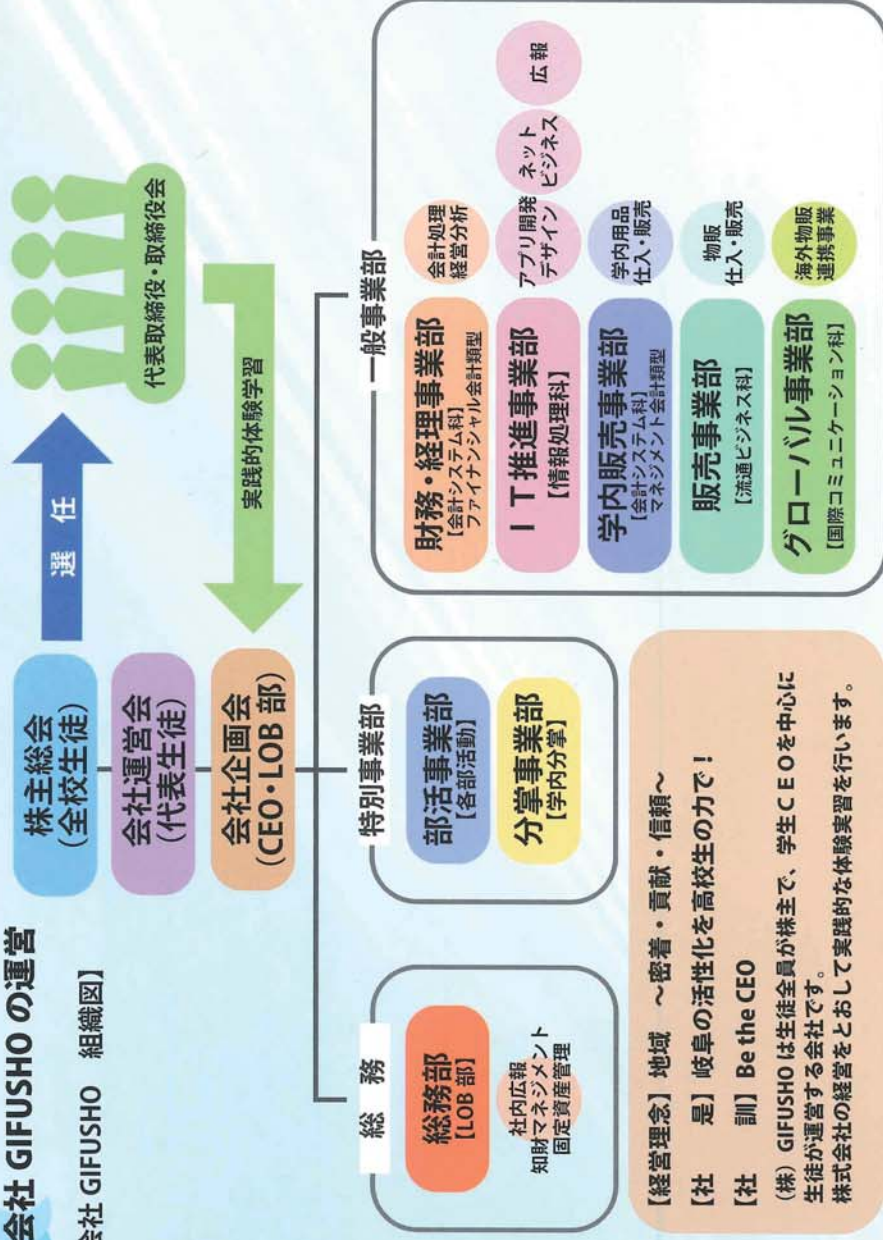 会社 GIFUSHO の運営
会社 GIFUSHO 組織図】
株主総会
(全校生徒)
選 任
代表取締役・取締役会
会社運営会
(代表生徒)
会社企画会
(CEO・LOB 部)
実践的体験学習
総 務
総務部
【LOB 部】
社内広報
知財マネジメント
固定資産管理
特別事業部
部活事業部
【各部活動】
分掌事業部
【学内分掌】
一般事業部
財務・経理事業部
【会計システム科】
ファイナンシャル会計類型
会計処理
経営分析
IT推進事業部
【情報処理科】
アプリ開発
デザイン
ネット
ビジネス
広報
学内販売事業部
【会計システム科】
マネジメント会計類型
学内用品
仕入・販売
販売事業部
【流通ビジネス科】
物販
仕入・販売
グローバル事業部
【国際コミュニケーション科】
海外物販
連携事業
【経営理念】地域 ～密着・貢献・信頼～
【社 是】岐阜の活性化を高校生の力で！
【社 訓】Be the CEO
(株) GIFUSHO は生徒全員が株主で、学生ＣＥＯを中心に
生徒が運営する会社です。
株式会社の経営をとおして実践的な体験実習を行います。